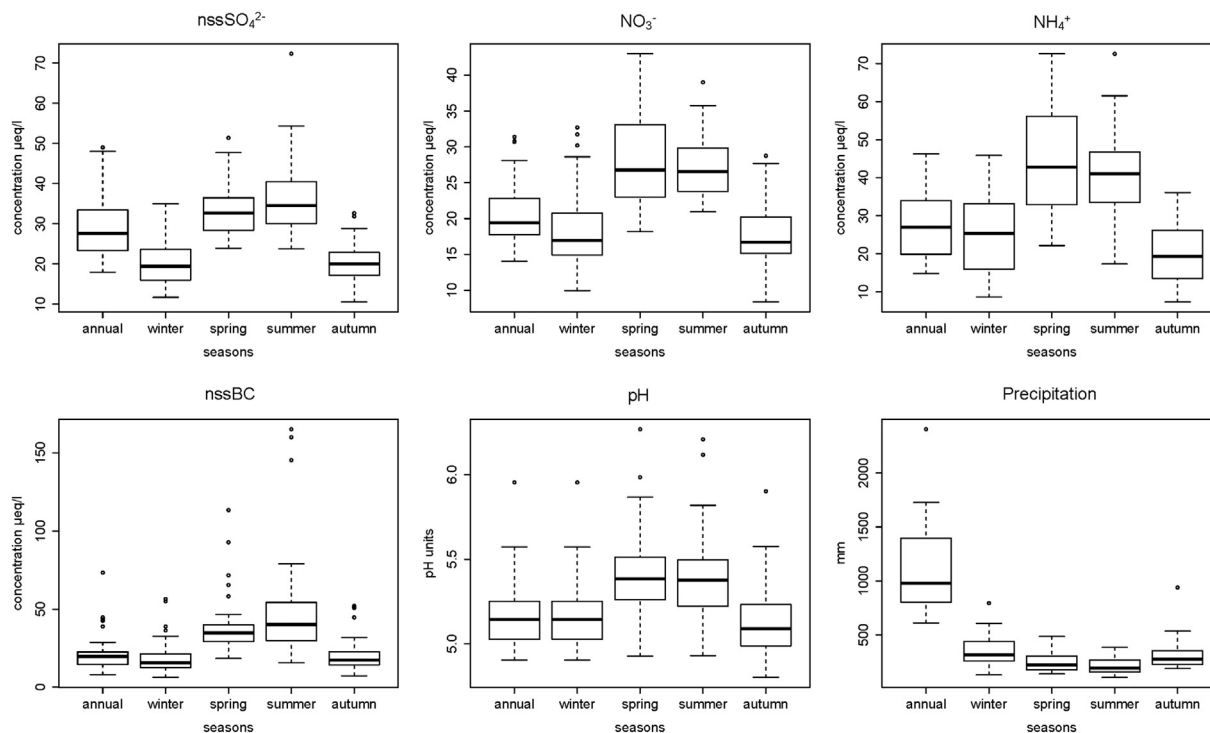 nssSO₄²⁻
concentration µeq/l
70
60
50
40
30
20
10
annual winter spring summer autumn
seasons
NO₃⁻
concentration µeq/l
40
35
30
25
20
15
10
annual winter spring summer autumn
seasons
NH₄⁺
concentration µeq/l
70
60
50
40
30
20
10
annual winter spring summer autumn
seasons
nssBC
concentration µeq/l
150
100
50
0
annual winter spring summer autumn
seasons
pH
pH units
6.0
5.5
5.0
annual winter spring summer autumn
seasons
Precipitation
mm
2000
1500
1000
500
annual winter spring summer autumn
seasons